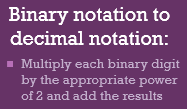 Binary notation to
decimal notation:
Multiply each binary digit
by the appropriate power
of 2 and add the results